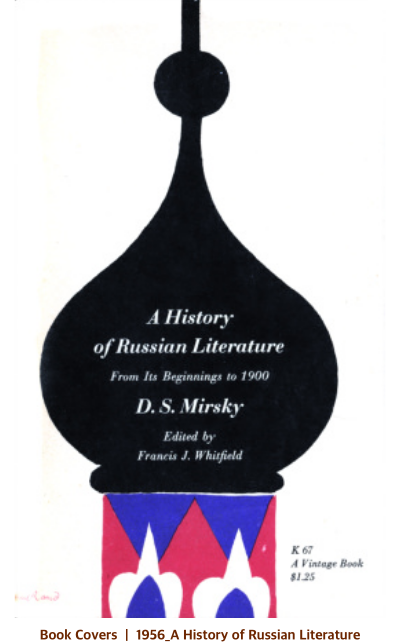 A History
of Russian Literature
From Its Beginnings to 1900
D. S. Mirsky
Edited by
Francis J. Whitfield
K 67
A Vintage Book
$1.25
Book Covers | 1956_A History of Russian Literature